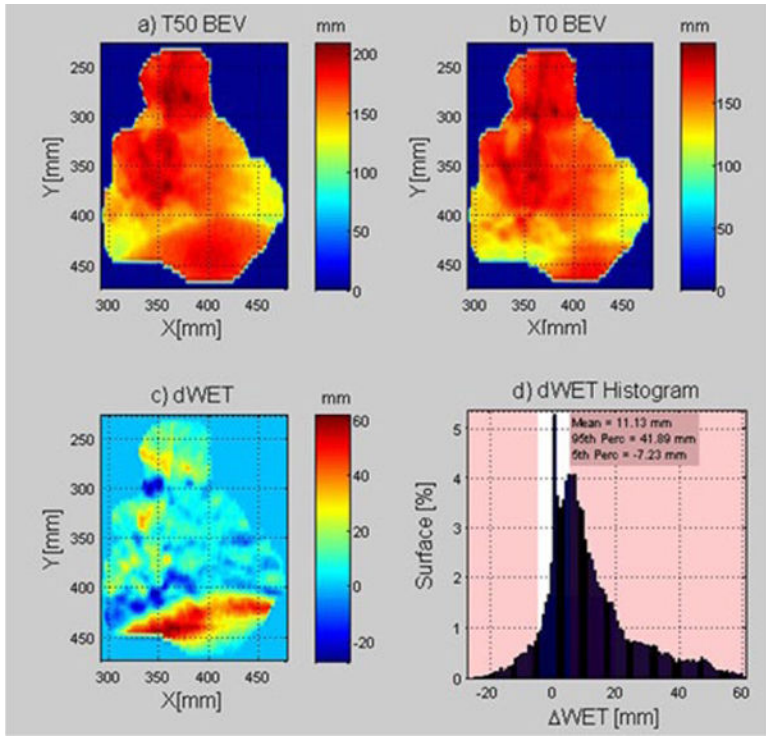 a) T50 BEV
mm
Y[mm]
250
300
350
400
450
300 350 400 450
X[mm]
200
150
100
50
0
b) T0 BEV
mm
Y[mm]
250
300
350
400
450
300 350 400 450
X[mm]
150
100
50
0
c) dWET
mm
Y[mm]
250
300
350
400
450
300 350 400 450
X[mm]
60
40
20
0
-20
d) dWET Histogram
Mean = 11.13 mm
95th Perc = 41.89 mm
5th Perc = -7.23 mm
Surface [%]
5
4
3
2
1
0
-20 0 20 40 60
ΔWET [mm]